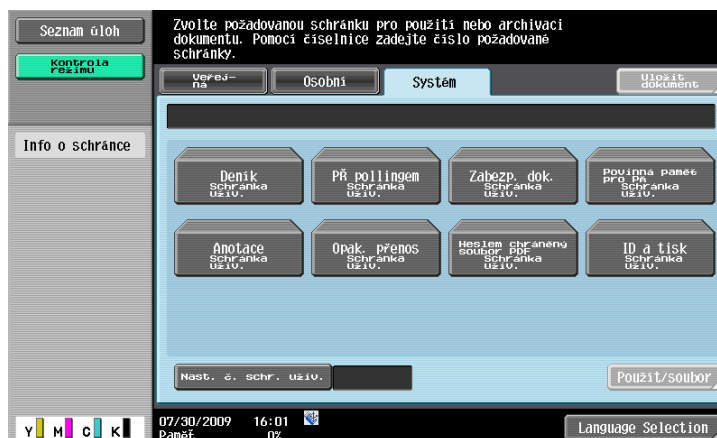 Seznam úloh
Kontrola
režimu
Info o schránce
Zvolte požadovanou schránku pro použití nebo archivaci
dokumentu. Pomocí číselnice zadejte číslo požadované
schránky.
Veřej-
ná
Osobní
Systém
Uložit
dokument
Deník
Schránka
Uživ.
PŘ pollingem
Schránka
Uživ.
Zabezp. dok.
Schránka
Uživ.
Povinná paměť
pro PA
Schránka
Uživ.
Anotace
Schránka
Uživ.
Opak. přenos
Schránka
Uživ.
Heslem chráněný
soubor PDF
Schránka
Uživ.
ID a tisk
Schránka
Uživ.
Nast. č. schr. uživ.
Použít/soubor
Y M C K
07/30/2009 16:01
Paměť 0%
Language Selection